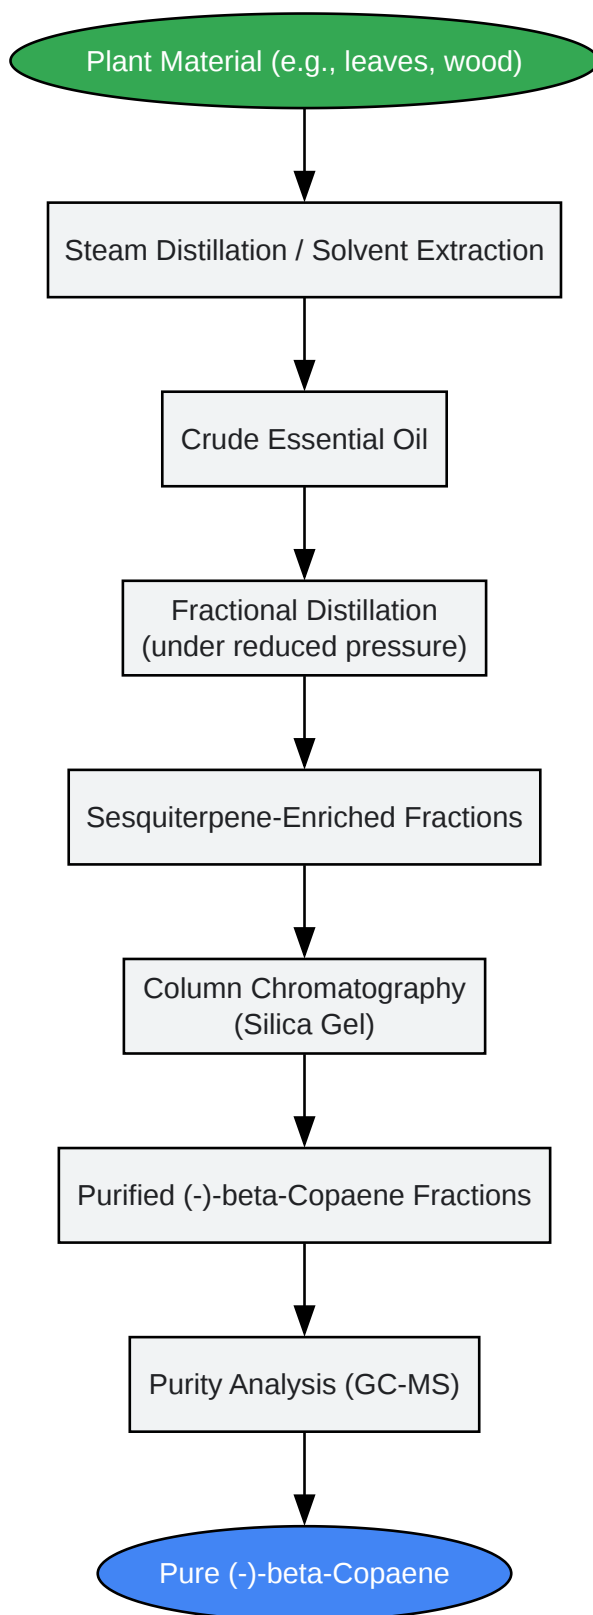 Plant Material (e.g., leaves, wood)
Steam Distillation / Solvent Extraction
Crude Essential Oil
Fractional Distillation
(under reduced pressure)
Sesquiterpene-Enriched Fractions
Column Chromatography
(Silica Gel)
Purified (-)-beta-Copaene Fractions
Purity Analysis (GC-MS)
Pure (-)-beta-Copaene